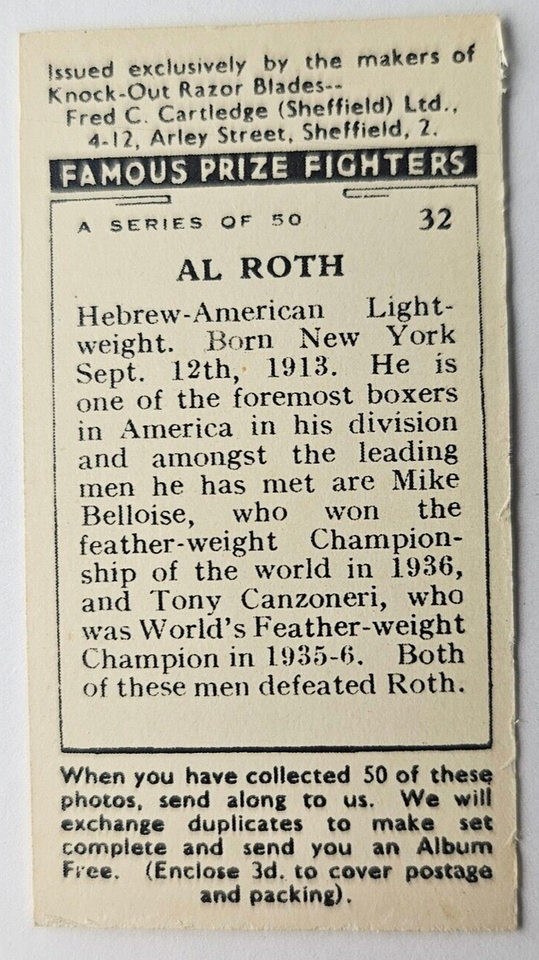 Issued exclusively by the makers of
Knock-Out Razor Blades--
Fred C. Cartledge (Sheffield) Ltd.,
4-12, Arley Street, Sheffield, 2.
FAMOUS PRIZE FIGHTERS
A SERIES OF 50 32
AL ROTH
Hebrew-American Light-
weight. Born New York
Sept. 12th, 1913. He is
one of the foremost boxers
in America in his division
and amongst the leading
men he has met are Mike
Belloise, who won the
feather-weight Champion-
ship of the world in 1936,
and Tony Canzoneri, who
was World's Feather-weight
Champion in 1935-6. Both
of these men defeated Roth.
When you have collected 50 of these
photos, send along to us. We will
exchange duplicates to make set
complete and send you an Album
Free. (Enclose 3d. to cover postage
and packing).